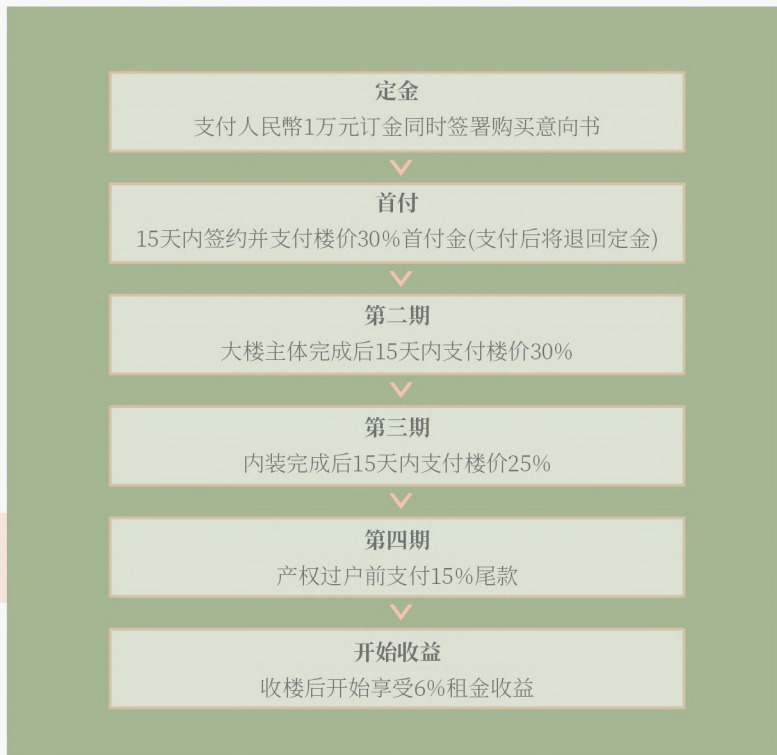 定金
支付人民幣1万元订金同时签署购买意向书
首付
15天内签约并支付楼价30%首付金(支付后将退回定金)
第二期
大楼主体完成后15天内支付楼价30%
第三期
内装完成后15天内支付楼价25%
第四期
产权过户前支付15%尾款
开始收益
收楼后开始享受6%租金收益